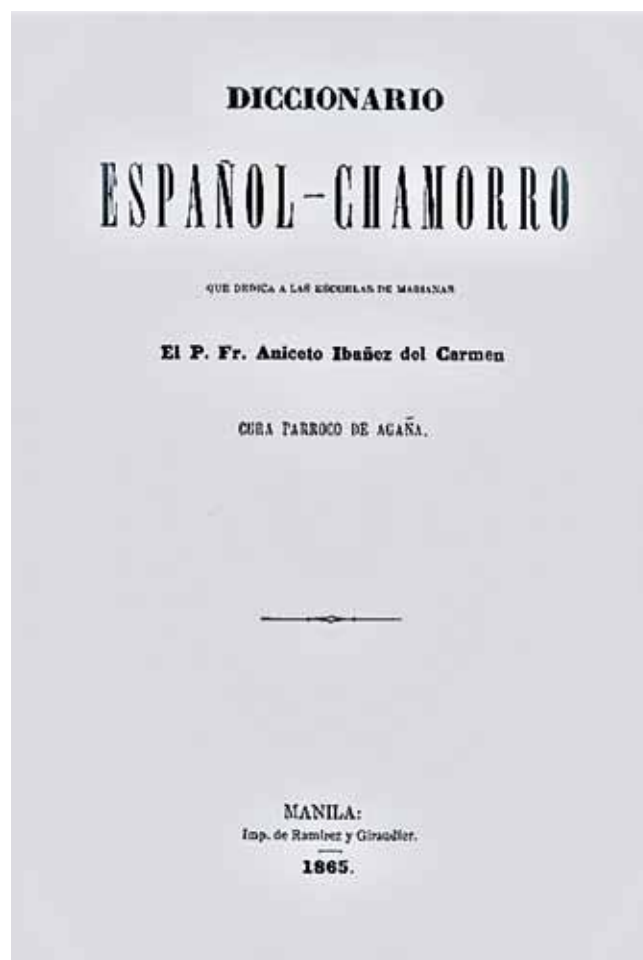 DICCIONARIO
ESPAÑOL-CHAMORRO
QUE DEDICA A LAS ESCUELAS DE MARIANAS
El P. Fr. Aniceto Ibañez del Carmen
CURA PARROCO DE AGAÑA.
MANILA:
Imp. de Ramirez y Giraudier.
1865.